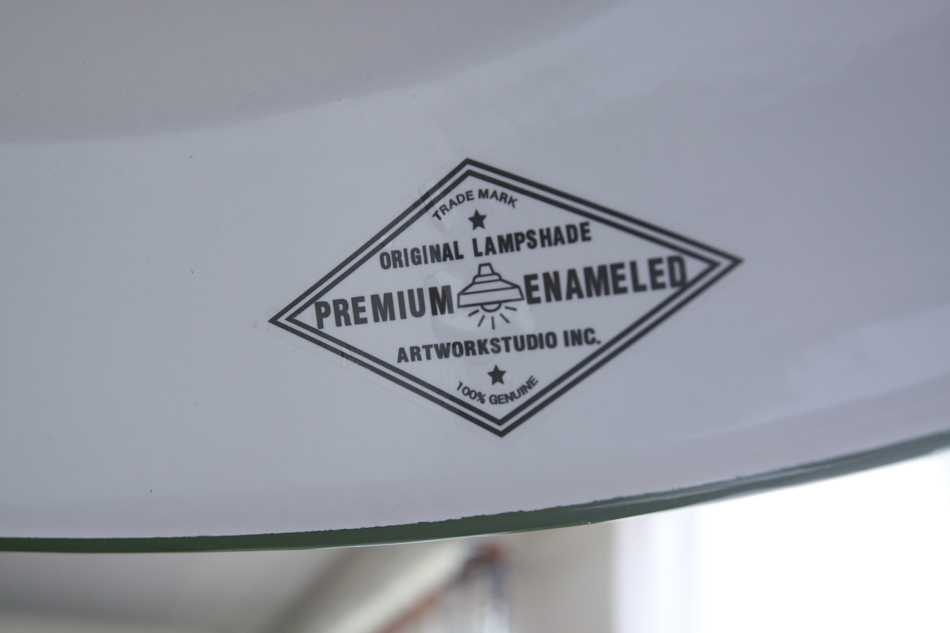 TRADE MARK
ORIGINAL LAMPSHADE
PREMIUM ENAMELED
ARTWORKSTUDIO INC.
100% GENUINE